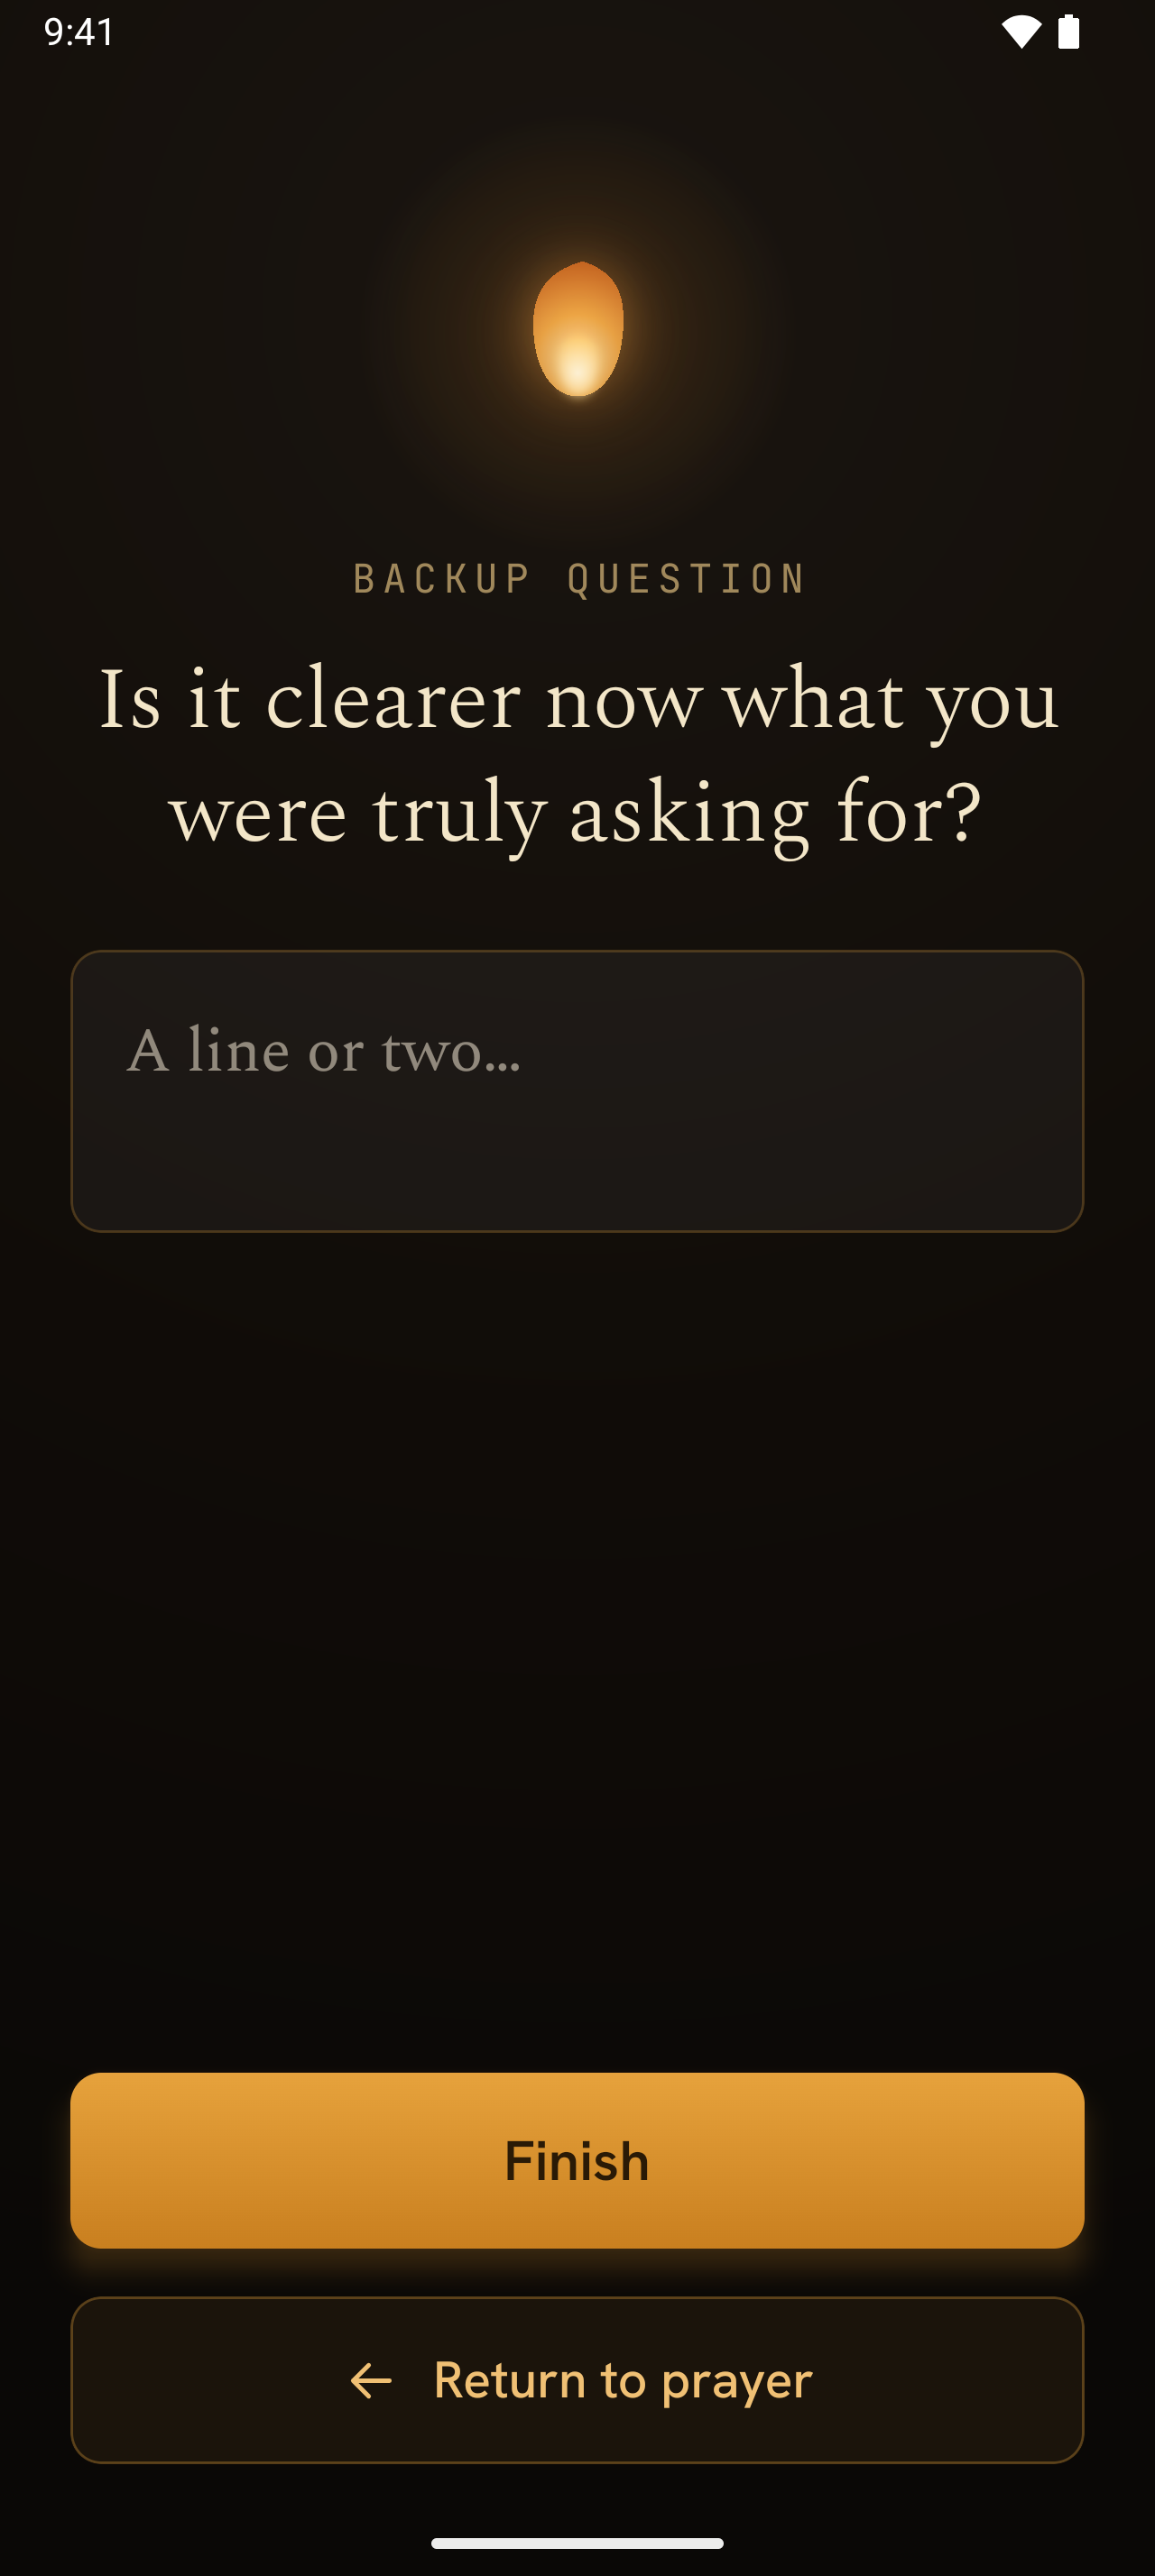 9:41
BACKUP QUESTION
Is it clearer now what you
were truly asking for?
A line or two…
Finish
← Return to prayer